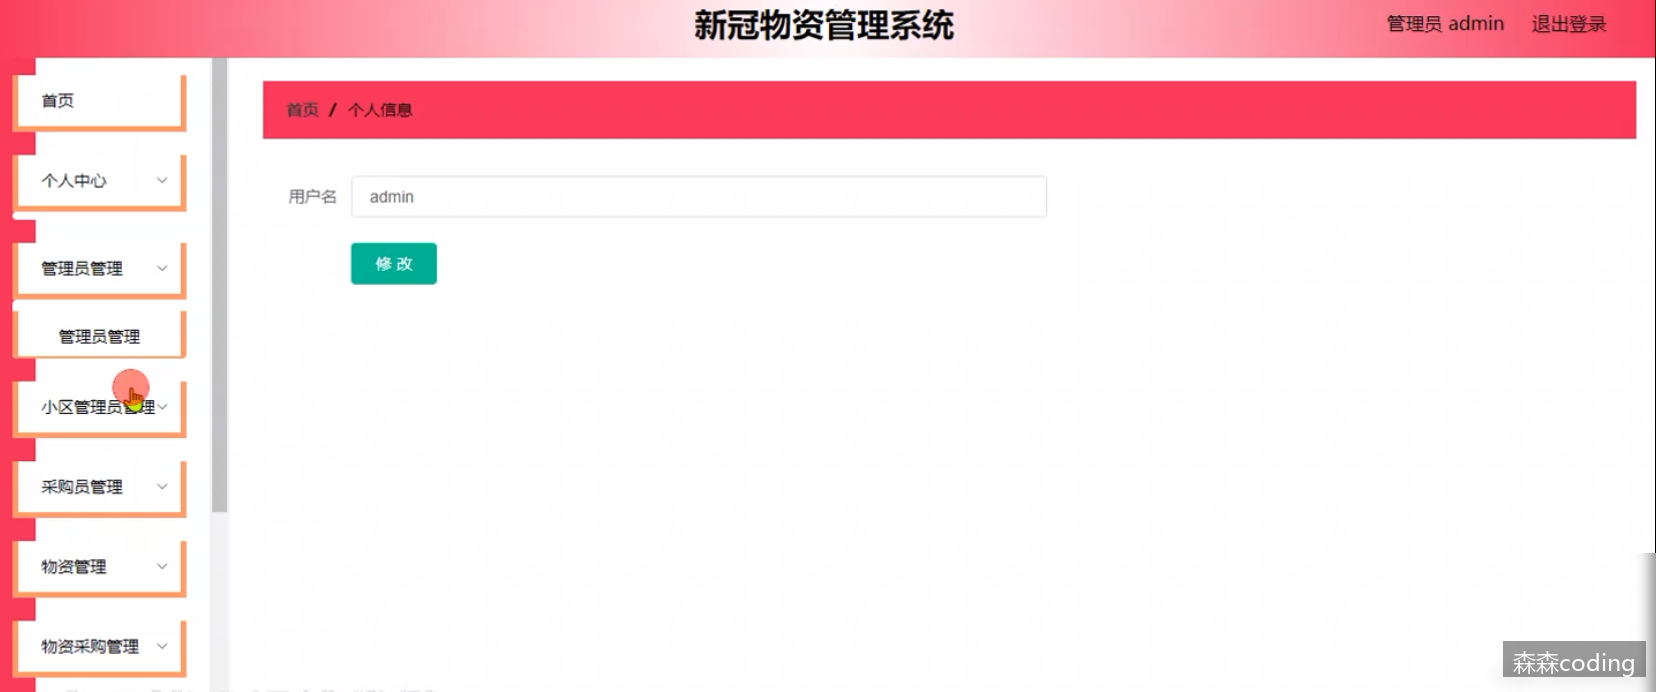 新冠物资管理系统
管理员 admin
退出登录
首页
个人中心
管理员管理
管理员管理
小区管理员管理
采购员管理
物资管理
物资采购管理
首页 / 个人信息
用户名
admin
修改
森森coding